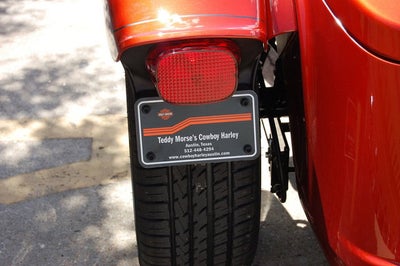 Teddy Morse's Cowboy Harley
Austin, Texas
512-448-4294
www.cowboyharleyaustin.com